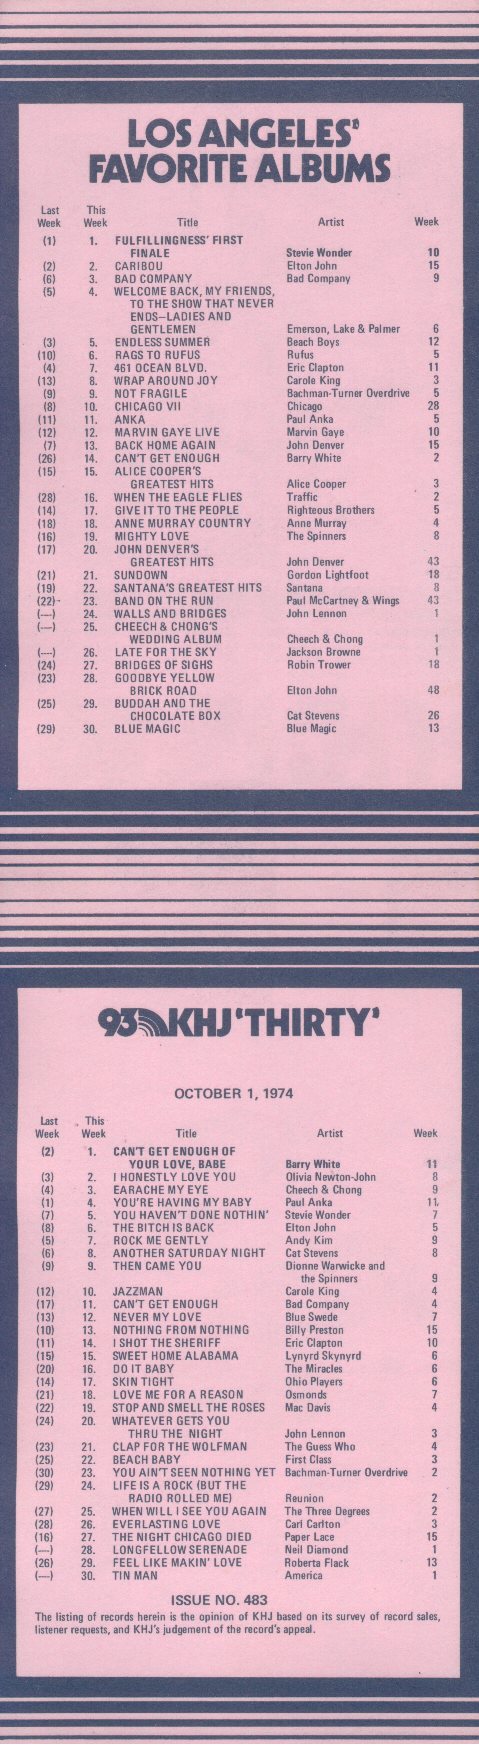 LOS ANGELES'
FAVORITE ALBUMS
Last This
Week Week Title Artist Week
(1) 1. FULFILLINGNESS' FIRST
FINALE Stevie Wonder 10
(2) 2. CARIBOU Elton John 15
(6) 3. BAD COMPANY Bad Company 9
(5) 4. WELCOME BACK, MY FRIENDS,
TO THE SHOW THAT NEVER
ENDS–LADIES AND
GENTLEMEN Emerson, Lake & Palmer 6
(3) 5. ENDLESS SUMMER Beach Boys 12
(10) 6. RAGS TO RUFUS Rufus 5
(4) 7. 461 OCEAN BLVD. Eric Clapton 11
(13) 8. WRAP AROUND JOY Carole King 3
(9) 9. NOT FRAGILE Bachman-Turner Overdrive 5
(8) 10. CHICAGO VII Chicago 28
(11) 11. ANKA Paul Anka 5
(12) 12. MARVIN GAYE LIVE Marvin Gaye 10
(7) 13. BACK HOME AGAIN John Denver 15
(26) 14. CAN'T GET ENOUGH Barry White 2
(15) 15. ALICE COOPER'S
GREATEST HITS Alice Cooper 3
(28) 16. WHEN THE EAGLE FLIES Traffic 2
(14) 17. GIVE IT TO THE PEOPLE Righteous Brothers 5
(18) 18. ANNE MURRAY COUNTRY Anne Murray 4
(16) 19. MIGHTY LOVE The Spinners 8
(17) 20. JOHN DENVER'S
GREATEST HITS John Denver 43
(21) 21. SUNDOWN Gordon Lightfoot 18
(19) 22. SANTANA'S GREATEST HITS Santana 8
(22) 23. BAND ON THE RUN Paul McCartney & Wings 43
(---) 24. WALLS AND BRIDGES John Lennon 1
(---) 25. CHEECH & CHONG'S
WEDDING ALBUM Cheech & Chong 1
(---) 26. LATE FOR THE SKY Jackson Browne 1
(24) 27. BRIDGES OF SIGHS Robin Trower 18
(23) 28. GOODBYE YELLOW
BRICK ROAD Elton John 48
(25) 29. BUDDAH AND THE
CHOCOLATE BOX Cat Stevens 26
(29) 30. BLUE MAGIC Blue Magic 13
93 KHJ 'THIRTY'
OCTOBER 1, 1974
Last This
Week Week Title Artist Week
(2) 1. CAN'T GET ENOUGH OF
YOUR LOVE, BABE Barry White 11
(3) 2. I HONESTLY LOVE YOU Olivia Newton-John 8
(4) 3. EARACHE MY EYE Cheech & Chong 9
(1) 4. YOU'RE HAVING MY BABY Paul Anka 11
(7) 5. YOU HAVEN'T DONE NOTHIN' Stevie Wonder 7
(8) 6. THE BITCH IS BACK Elton John 5
(5) 7. ROCK ME GENTLY Andy Kim 9
(6) 8. ANOTHER SATURDAY NIGHT Cat Stevens 8
(9) 9. THEN CAME YOU Dionne Warwicke and
the Spinners 9
(12) 10. JAZZMAN Carole King 4
(17) 11. CAN'T GET ENOUGH Bad Company 4
(13) 12. NEVER MY LOVE Blue Swede 7
(10) 13. NOTHING FROM NOTHING Billy Preston 15
(11) 14. I SHOT THE SHERIFF Eric Clapton 10
(15) 15. SWEET HOME ALABAMA Lynyrd Skynyrd 6
(20) 16. DO IT BABY The Miracles 6
(14) 17. SKIN TIGHT Ohio Players 6
(21) 18. LOVE ME FOR A REASON Osmonds 7
(22) 19. STOP AND SMELL THE ROSES Mac Davis 4
(24) 20. WHATEVER GETS YOU
THRU THE NIGHT John Lennon 3
(23) 21. CLAP FOR THE WOLFMAN The Guess Who 4
(25) 22. BEACH BABY First Class 3
(30) 23. YOU AIN'T SEEN NOTHING YET Bachman-Turner Overdrive 2
(29) 24. LIFE IS A ROCK (BUT THE
RADIO ROLLED ME) Reunion 2
(27) 25. WHEN WILL I SEE YOU AGAIN The Three Degrees 2
(28) 26. EVERLASTING LOVE Carl Carlton 3
(16) 27. THE NIGHT CHICAGO DIED Paper Lace 15
(---) 28. LONGFELLOW SERENADE Neil Diamond 1
(26) 29. FEEL LIKE MAKIN' LOVE Roberta Flack 13
(---) 30. TIN MAN America 1
ISSUE NO. 483
The listing of records herein is the opinion of KHJ based on its survey of record sales,
listener requests, and KHJ's judgement of the record's appeal.